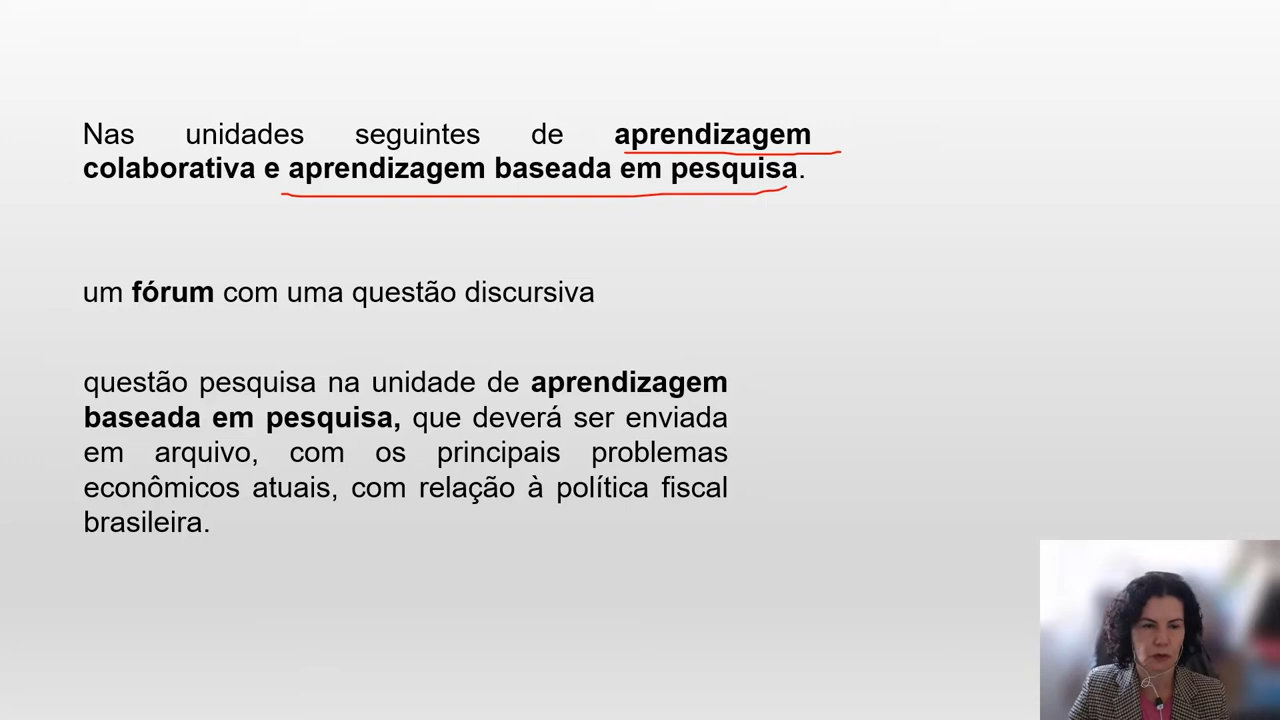 Nas unidades seguintes de aprendizagem
colaborativa e aprendizagem baseada em pesquisa.
um fórum com uma questão discursiva
questão pesquisa na unidade de aprendizagem
baseada em pesquisa, que deverá ser enviada
em arquivo, com os principais problemas
econômicos atuais, com relação à política fiscal
brasileira.